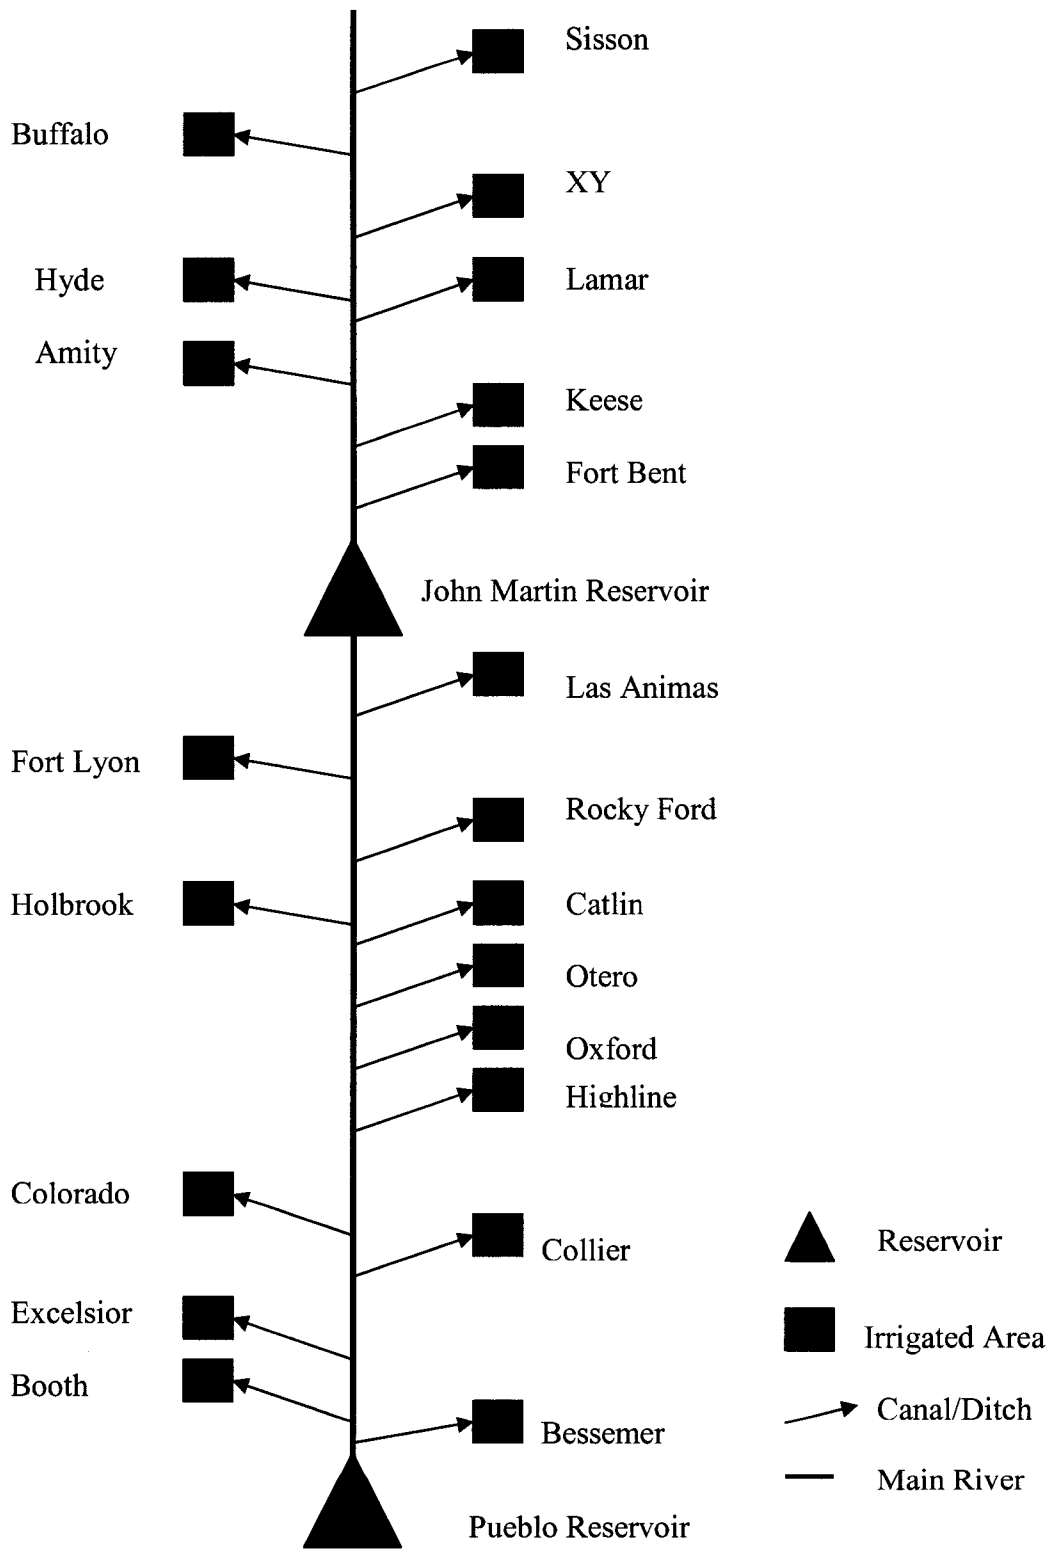 Sisson
Buffalo
XY
Hyde
Lamar
Amity
Keese
Fort Bent
John Martin Reservoir
Las Animas
Fort Lyon
Rocky Ford
Holbrook
Catlin
Otero
Oxford
Highline
Colorado
Collier
Reservoir
Excelsior
Irrigated Area
Booth
Canal/Ditch
Bessemer
Main River
Pueblo Reservoir